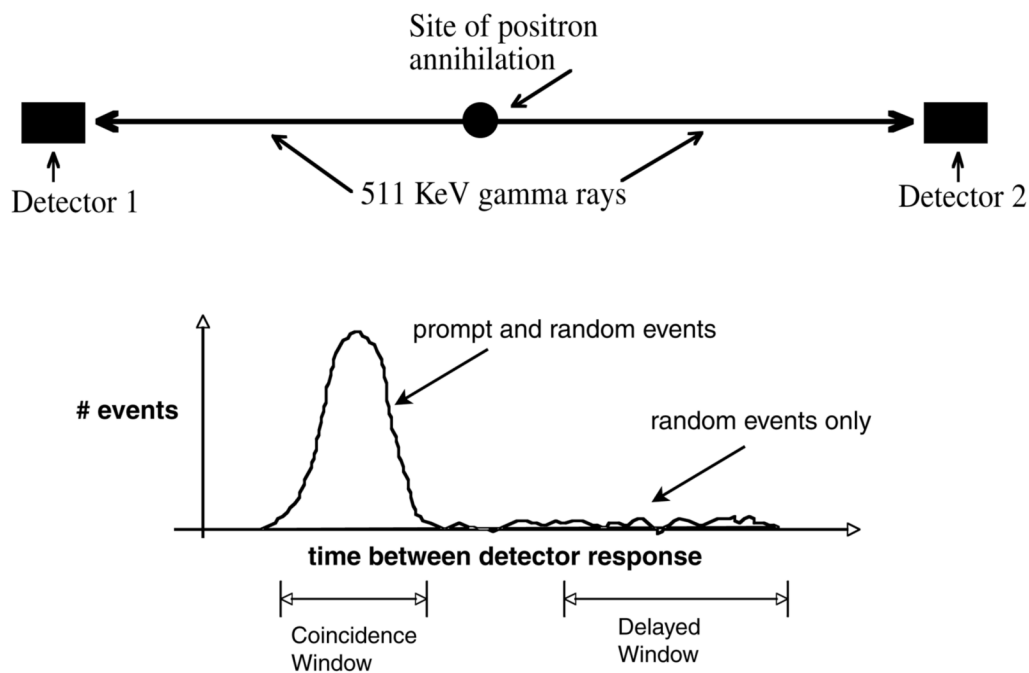 Site of positron
annihilation
Detector 1
511 KeV gamma rays
Detector 2
prompt and random events
# events
random events only
time between detector response
Coincidence
Window
Delayed
Window